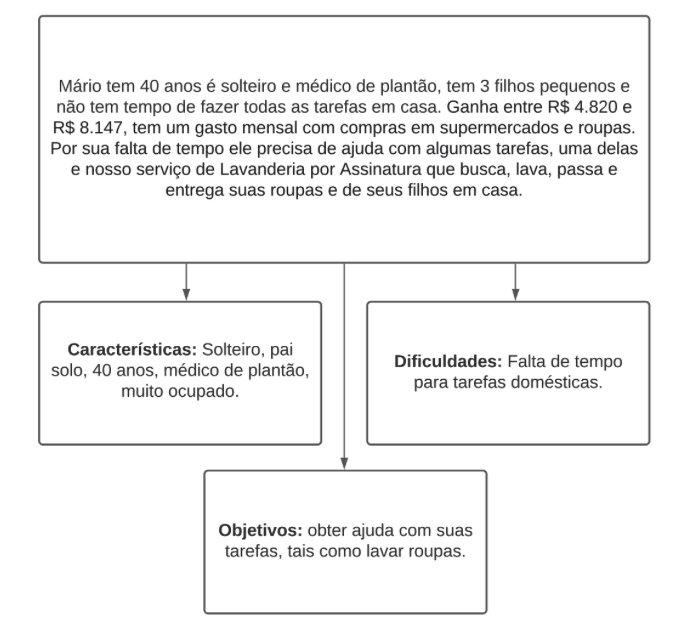 Mário tem 40 anos é solteiro e médico de plantão, tem 3 filhos pequenos e
não tem tempo de fazer todas as tarefas em casa. Ganha entre R$ 4.820 e
R$ 8.147, tem um gasto mensal com compras em supermercados e roupas.
Por sua falta de tempo ele precisa de ajuda com algumas tarefas, uma delas
e nosso serviço de Lavanderia por Assinatura que busca, lava, passa e
entrega suas roupas e de seus filhos em casa.
Características: Solteiro, pai
solo, 40 anos, médico de plantão,
muito ocupado.
Dificuldades: Falta de tempo
para tarefas domésticas.
Objetivos: obter ajuda com suas
tarefas, tais como lavar roupas.